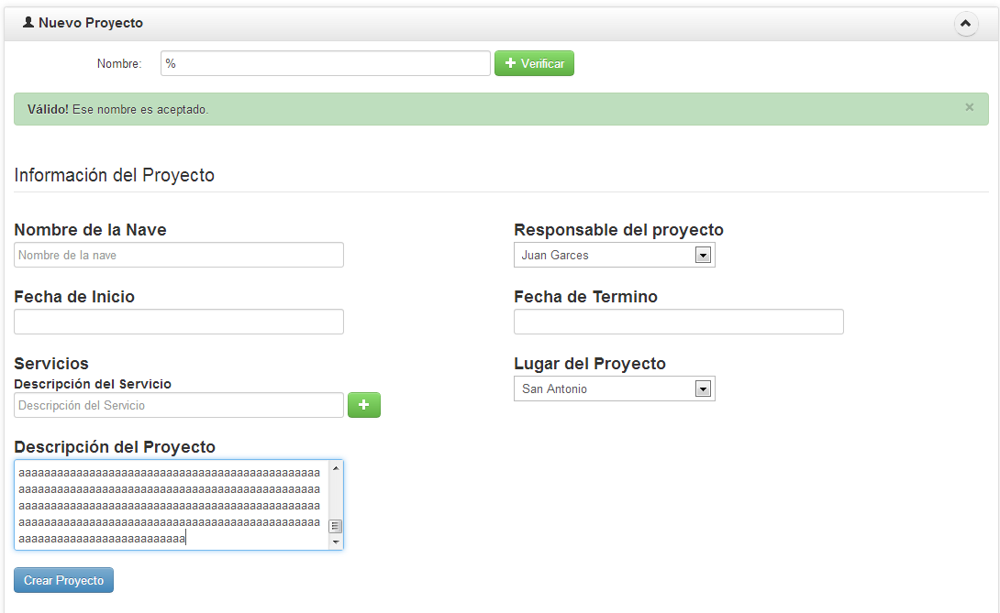 Nuevo Proyecto
Nombre: % Verificar
Válido! Ese nombre es aceptado. ×
Información del Proyecto
Nombre de la Nave Responsable del proyecto
Nombre de la nave Juan Garces
Fecha de Inicio Fecha de Termino
Servicios Lugar del Proyecto
Descripción del Servicio San Antonio
Descripción del Servicio +
Descripción del Proyecto
aaaaaaaaaaaaaaaaaaaaaaaaaaaaaaaaaaaaaaaaaaaaaaa
aaaaaaaaaaaaaaaaaaaaaaaaaaaaaaaaaaaaaaaaaaaaaaa
aaaaaaaaaaaaaaaaaaaaaaaaaaaaaaaaaaaaaaaaaaaaaaa
aaaaaaaaaaaaaaaaaaaaaaaaaaaaaaaaaaaaaaaaaaaaaaa
aaaaaaaaaaaaaaaaaaaaaaaaaa
Crear Proyecto